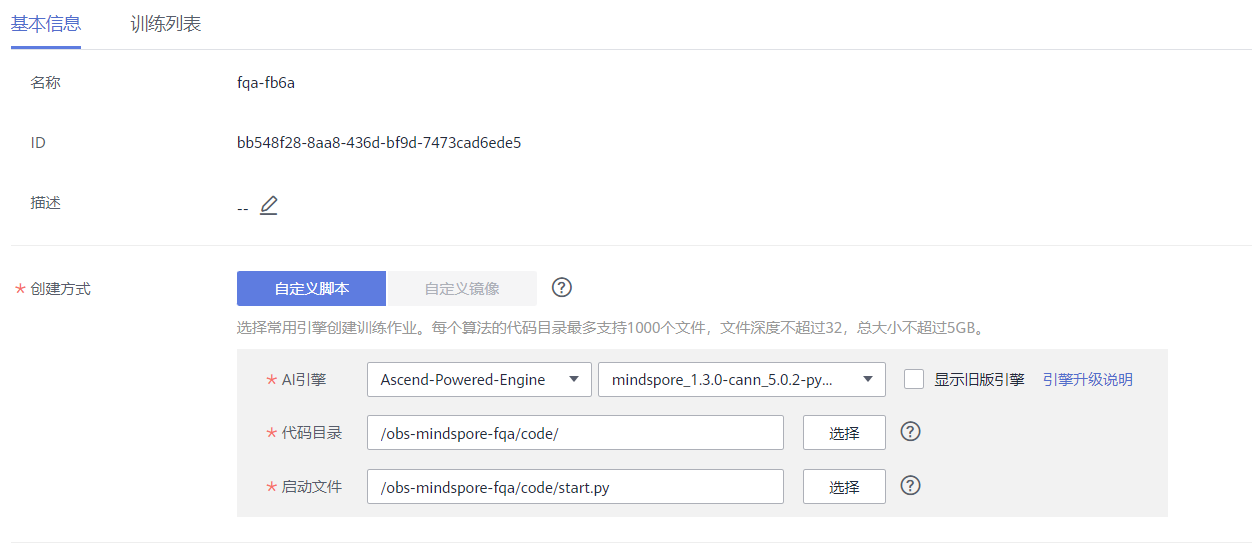 基本信息 训练列表
名称 fqa-fb6a
ID bb548f28-8aa8-436d-bf9d-7473cad6ede5
描述 --
* 创建方式 自定义脚本 自定义镜像 ?
选择常用引擎创建训练作业。每个算法的代码目录最多支持1000个文件，文件深度不超过32，总大小不超过5GB。
* AI引擎 Ascend-Powered-Engine mindspore_1.3.0-cann_5.0.2-py... 显示旧版引擎 引擎升级说明
* 代码目录 /obs-mindspore-fqa/code/ 选择 ?
* 启动文件 /obs-mindspore-fqa/code/start.py 选择 ?